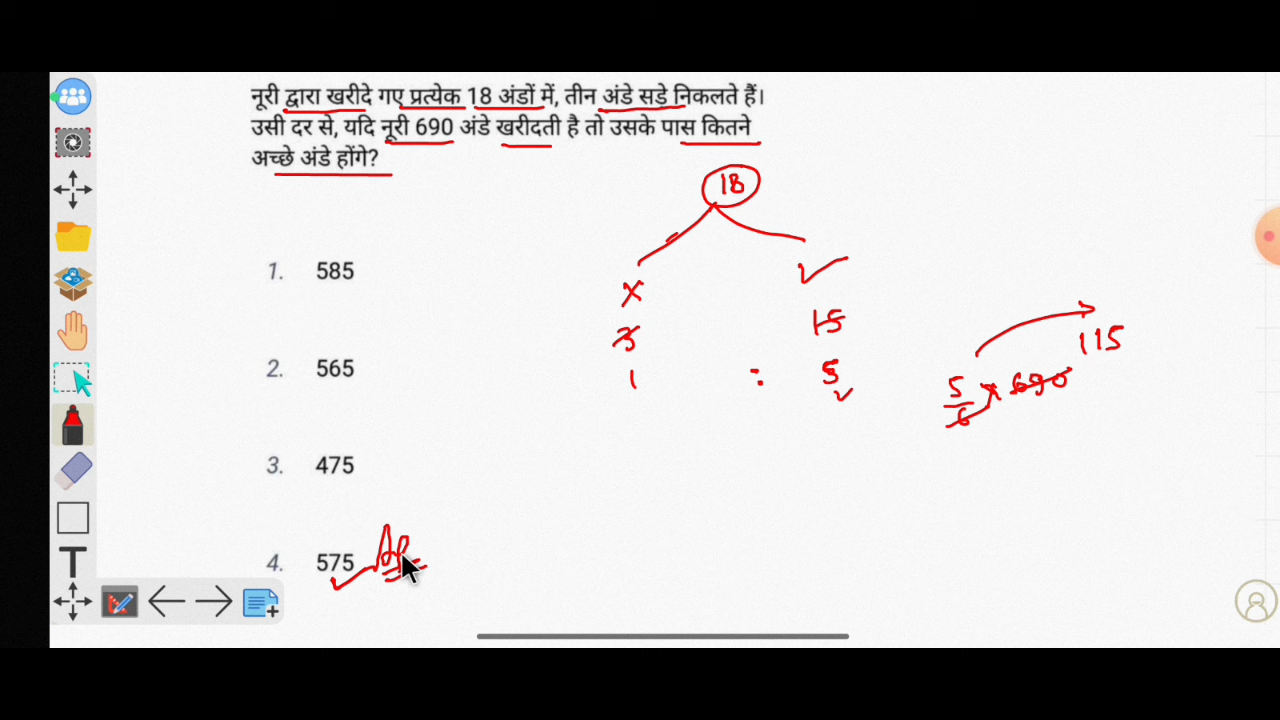 नूरी द्वारा खरीदे गए प्रत्येक 18 अंडों में, तीन अंडे सड़े निकलते हैं।
उसी दर से, यदि नूरी 690 अंडे खरीदती है तो उसके पास कितने
अच्छे अंडे होंगे?
18
1. 585
x ✓
3 15
115
2. 565
1 : 5 ✓
5/6 x 690
3. 475
4. 575 ✓
T